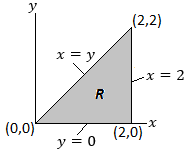 y
(2,2)
x = y
x = 2
R
(0,0)
(2,0)
x
y = 0